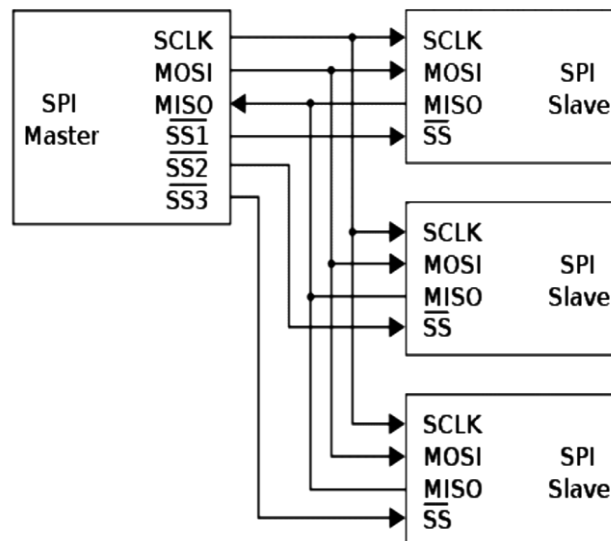 SPI
Master
SCLK
MOSI
MISO
SS1
SS2
SS3
SCLK
MOSI
MISO
SS
SPI
Slave
SCLK
MOSI
MISO
SS
SPI
Slave
SCLK
MOSI
MISO
SS
SPI
Slave